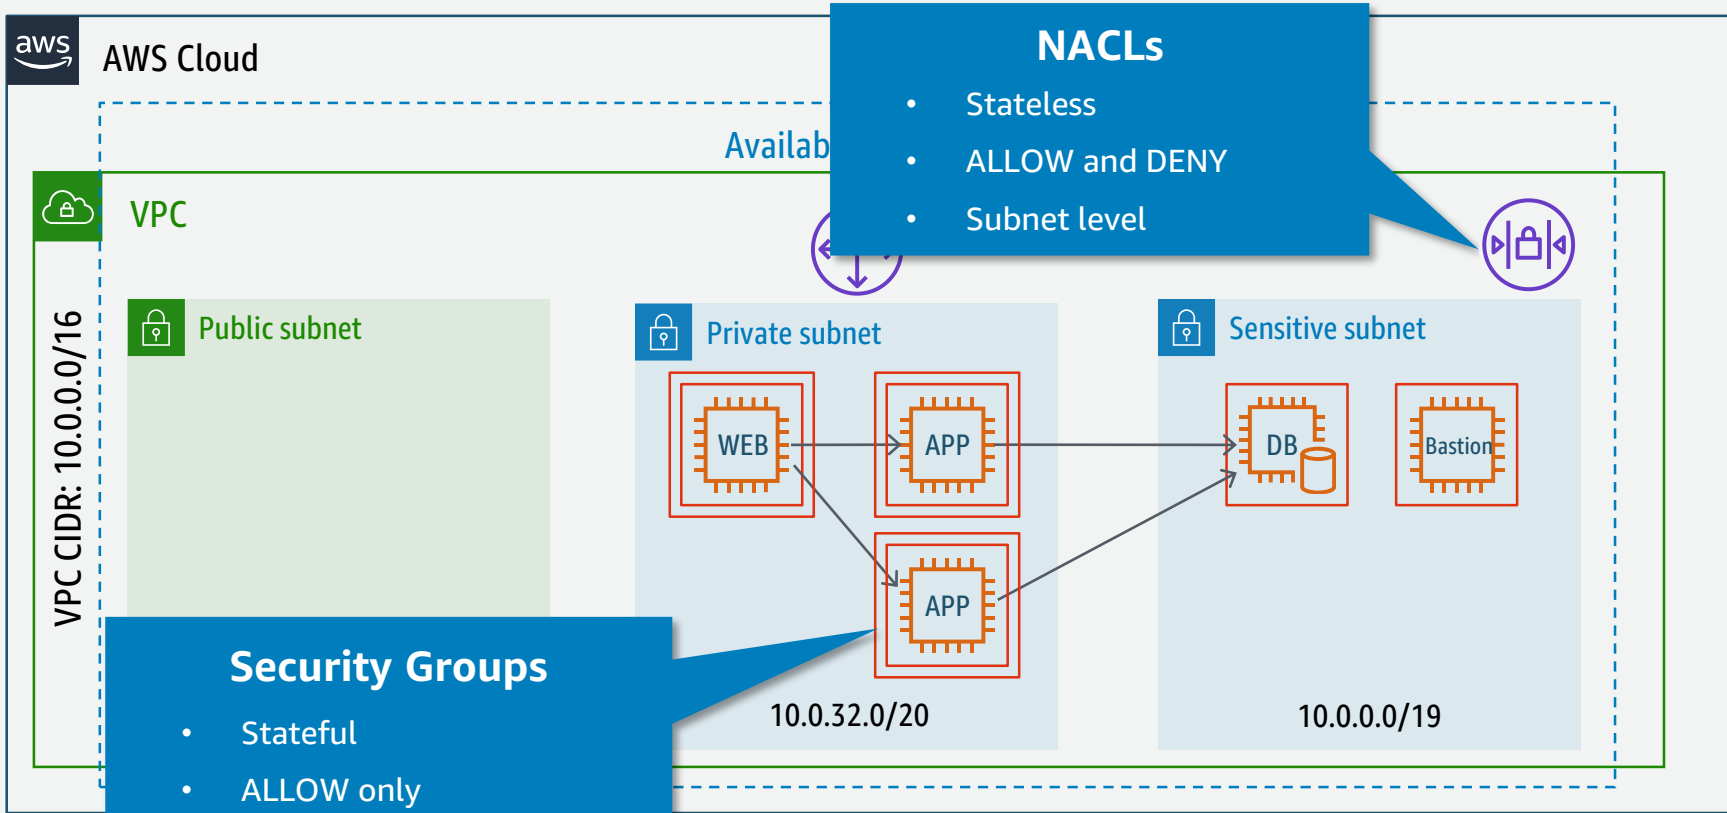 aws
AWS Cloud
NACLs
• Stateless
• ALLOW and DENY
• Subnet level
VPC
VPC CIDR: 10.0.0.0/16
Public subnet
Private subnet
Sensitive subnet
WEB
APP
DB
Bastion
APP
10.0.32.0/20
10.0.0.0/19
Security Groups
• Stateful
• ALLOW only